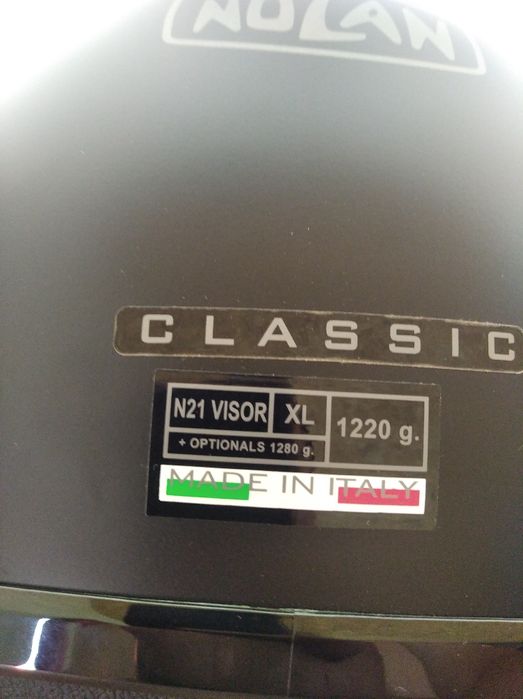 NOLAN
CLASSIC
N21 VISOR XL 1220 g.
+ OPTIONALS 1280 g.
MADE IN ITALY